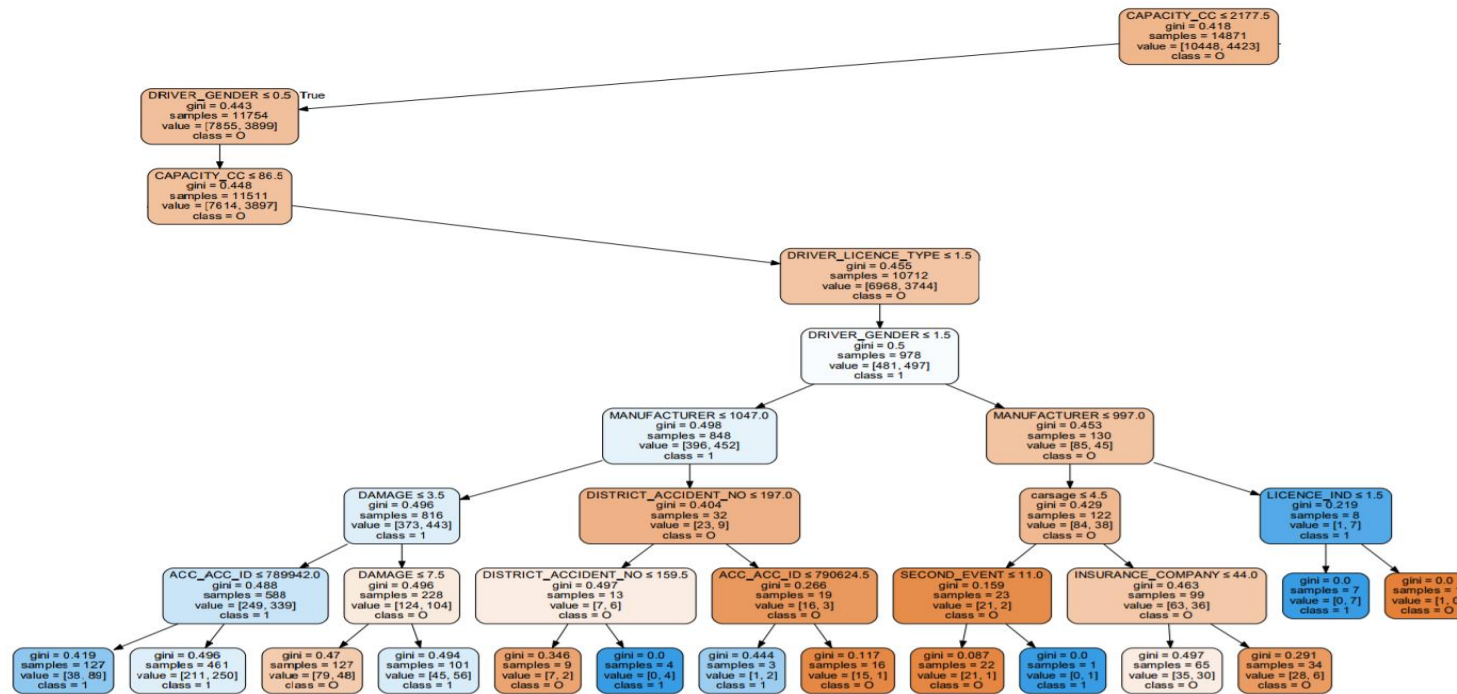 CAPACITY_CC ≤ 2177.5
gini = 0.418
samples = 14871
value = [10448, 4423]
class = O
True
DRIVER_GENDER ≤ 0.5
gini = 0.443
samples = 11754
value = [7855, 3899]
class = O
CAPACITY_CC ≤ 86.5
gini = 0.448
samples = 11511
value = [7614, 3897]
class = O
DRIVER_LICENCE_TYPE ≤ 1.5
gini = 0.455
samples = 10712
value = [6968, 3744]
class = O
DRIVER_GENDER ≤ 1.5
gini = 0.5
samples = 978
value = [481, 497]
class = 1
MANUFACTURER ≤ 1047.0
gini = 0.498
samples = 848
value = [396, 452]
class = 1
MANUFACTURER ≤ 997.0
gini = 0.453
samples = 130
value = [85, 45]
class = O
DAMAGE ≤ 3.5
gini = 0.496
samples = 816
value = [373, 443]
class = 1
DISTRICT_ACCIDENT_NO ≤ 197.0
gini = 0.404
samples = 32
value = [23, 9]
class = O
carsage ≤ 4.5
gini = 0.429
samples = 122
value = [84, 38]
class = O
LICENCE_IND ≤ 1.5
gini = 0.219
samples = 8
value = [1, 7]
class = 1
ACC_ACC_ID ≤ 789942.0
gini = 0.488
samples = 588
value = [249, 339]
class = 1
DAMAGE ≤ 7.5
gini = 0.496
samples = 228
value = [124, 104]
class = O
DISTRICT_ACCIDENT_NO ≤ 159.5
gini = 0.497
samples = 13
value = [7, 6]
class = O
ACC_ACC_ID ≤ 790624.5
gini = 0.266
samples = 19
value = [16, 3]
class = O
SECOND_EVENT ≤ 11.0
gini = 0.159
samples = 23
value = [21, 2]
class = O
INSURANCE_COMPANY ≤ 44.0
gini = 0.463
samples = 99
value = [63, 36]
class = O
gini = 0.0
samples = 7
value = [0, 7]
class = 1
gini = 0.0
samples =
value = [1, 0
class = O
gini = 0.419
samples = 127
value = [38, 89]
class = 1
gini = 0.496
samples = 461
value = [211, 250]
class = 1
gini = 0.47
samples = 127
value = [79, 48]
class = O
gini = 0.494
samples = 101
value = [45, 56]
class = 1
gini = 0.346
samples = 9
value = [7, 2]
class = O
gini = 0.0
samples = 4
value = [0, 4]
class = 1
gini = 0.444
samples = 3
value = [1, 2]
class = 1
gini = 0.117
samples = 16
value = [15, 1]
class = O
gini = 0.087
samples = 22
value = [21, 1]
class = O
gini = 0.0
samples = 1
value = [0, 1]
class = 1
gini = 0.497
samples = 65
value = [35, 30]
class = O
gini = 0.291
samples = 34
value = [28, 6]
class = O